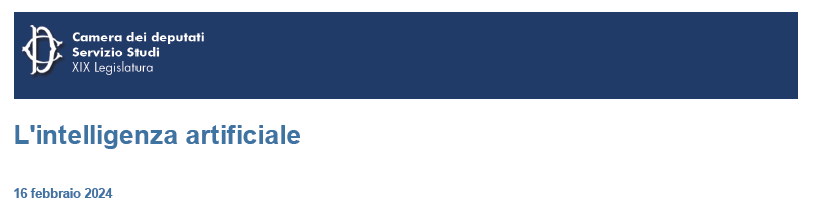 Camera dei deputati
Servizio Studi
XIX Legislatura
L'intelligenza artificiale
16 febbraio 2024